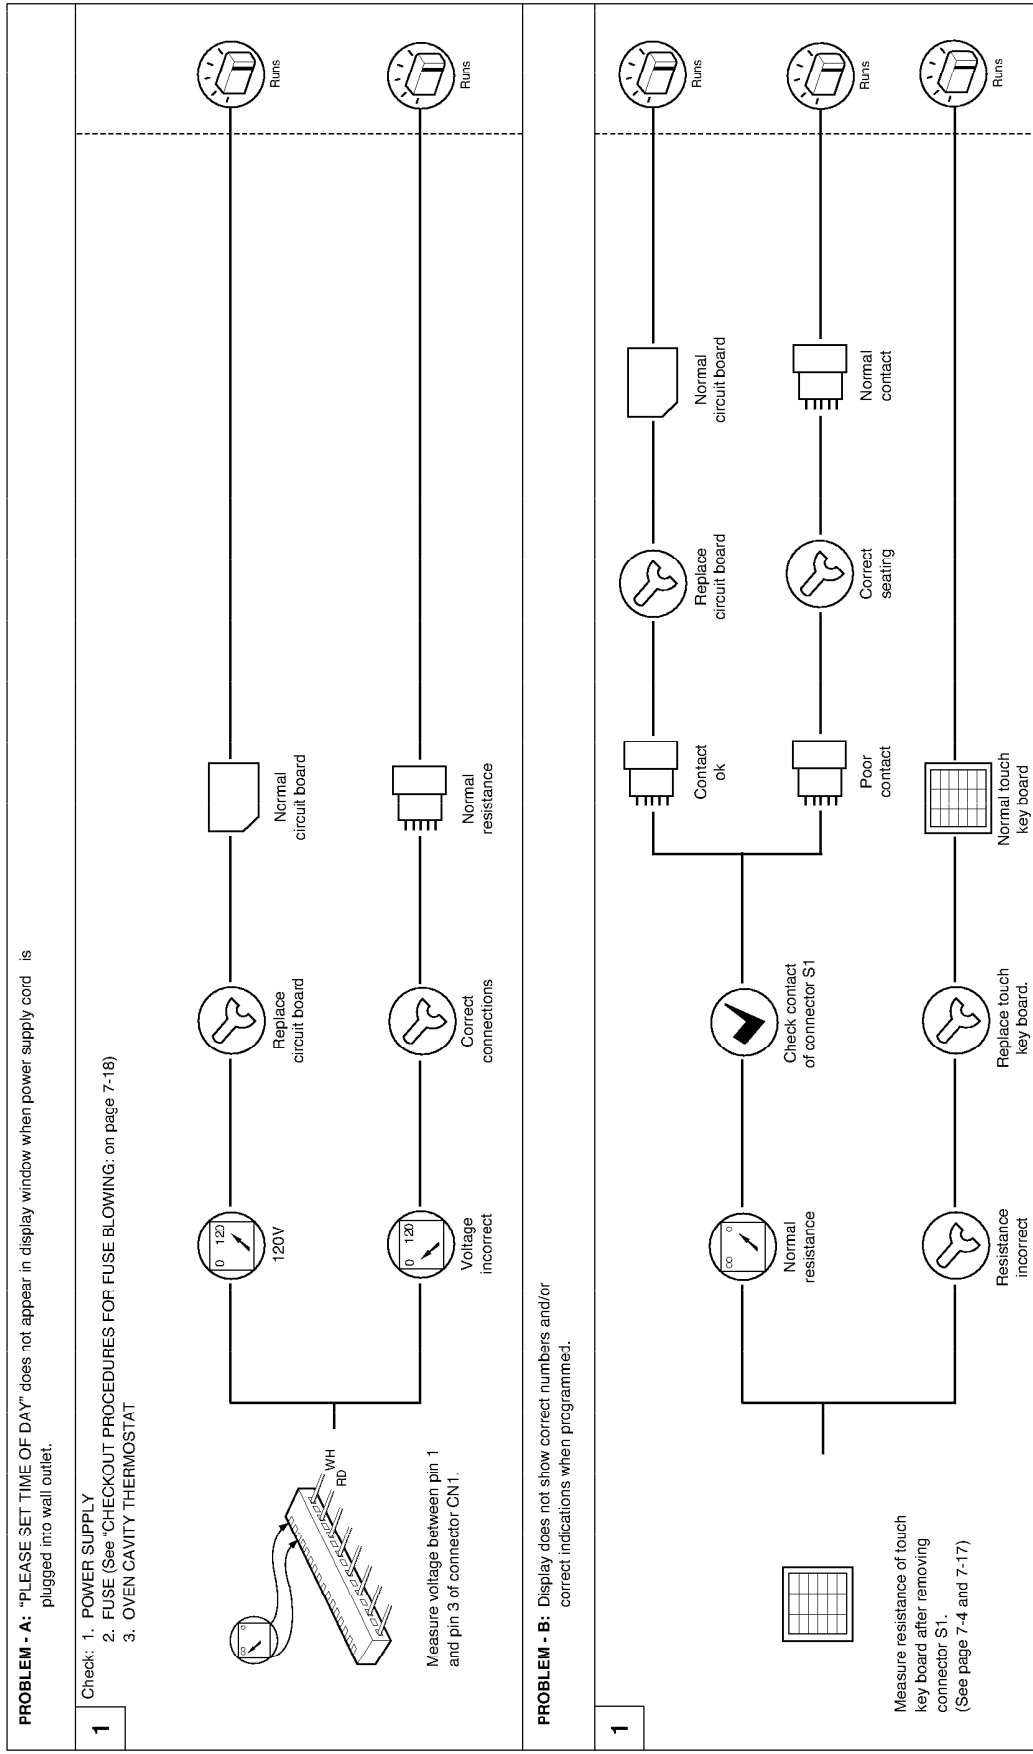 PROBLEM - A: "PLEASE SET TIME OF DAY" does not appear in display window when power supply cord is
plugged into wall outlet.
1
Check: 1. POWER SUPPLY
2. FUSE (See "CHECKOUT PROCEDURES FOR FUSE BLOWING: on page 7-18)
3. OVEN CAVITY THERMOSTAT
∞ 0
WH
RD
Measure voltage between pin 1
and pin 3 of connector CN1.
0 120
120V
Replace
circuit board
Normal
circuit board
Runs
0 120
Voltage
incorrect
Correct
connections
Normal
resistance
Runs
PROBLEM - B: Display does not show correct numbers and/or
correct indications when programmed.
1
Measure resistance of touch
key board after removing
connector S1.
(See page 7-4 and 7-17)
∞ 0
Normal
resistance
Check contact
of connector S1
Contact
ok
Replace
circuit board
Normal
circuit board
Runs
Poor
contact
Correct
seating
Normal
contact
Runs
Resistance
incorrect
Replace touch
key board.
Normal touch
key board
Runs